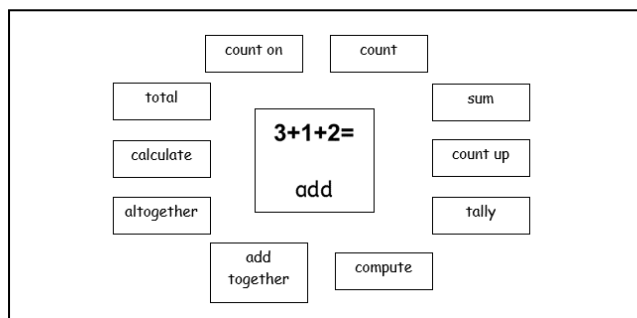 count on
count
total
sum
3+1+2=
calculate
count up
add
altogether
tally
add
together
compute